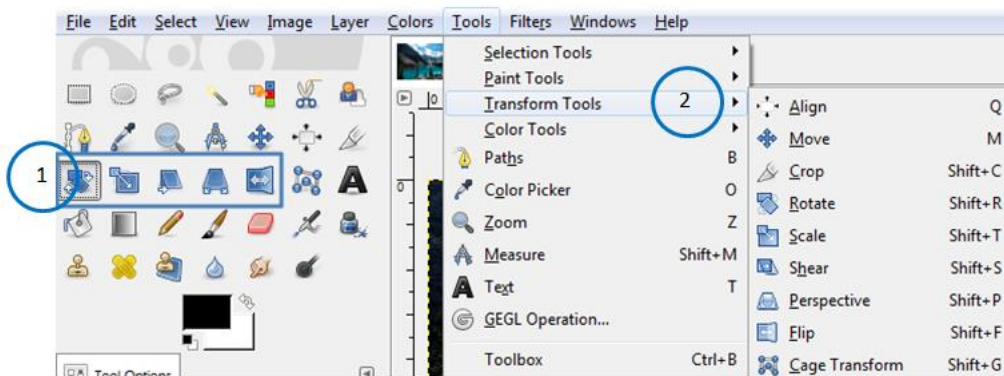 File Edit Select View Image Layer Colors Tools Filters Windows Help
Selection Tools
Paint Tools
Transform Tools
Color Tools
Paths B
Color Picker O
Zoom Z
Measure Shift+M
Text T
GEGL Operation...
Toolbox Ctrl+B
2
Align Q
Move M
Crop Shift+C
Rotate Shift+R
Scale Shift+T
Shear Shift+S
Perspective Shift+P
Flip Shift+F
Cage Transform Shift+G
1
0
0
Tool Options